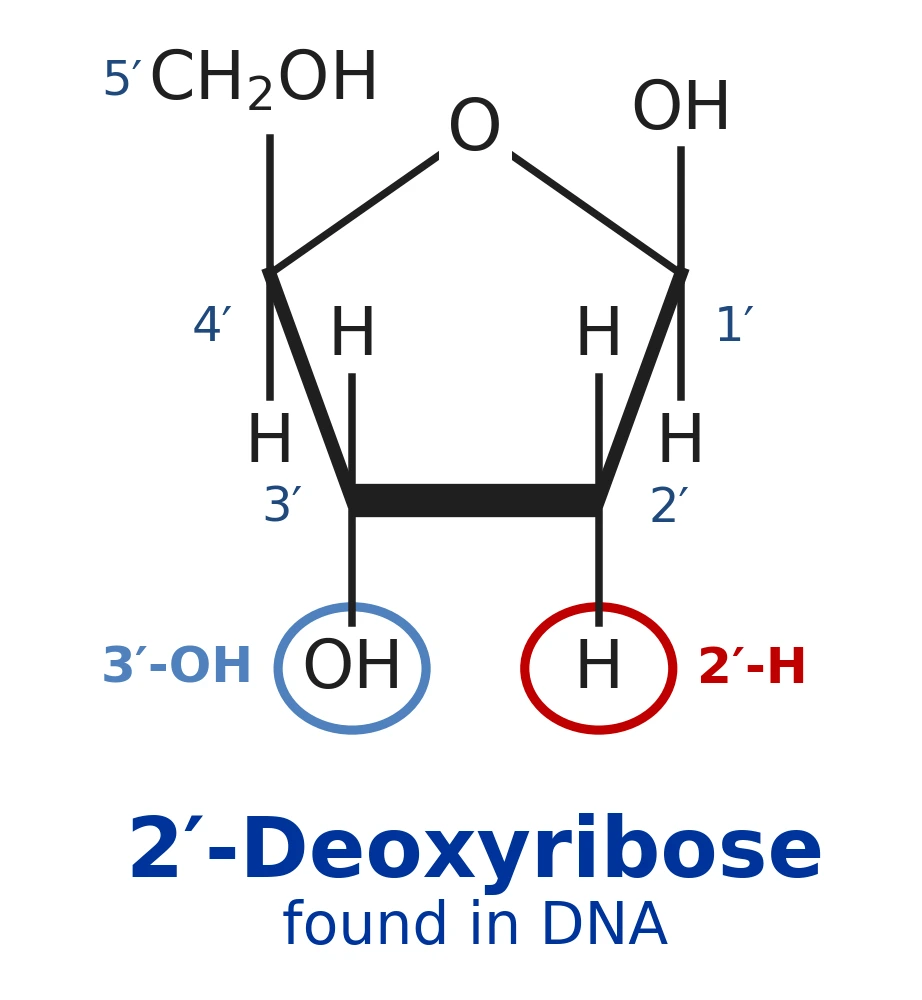 5′ CH₂OH
O
OH
4′
H
H
1′
H
H
3′
2′
3′-OH
OH
H
2′-H
2′-Deoxyribose
found in DNA